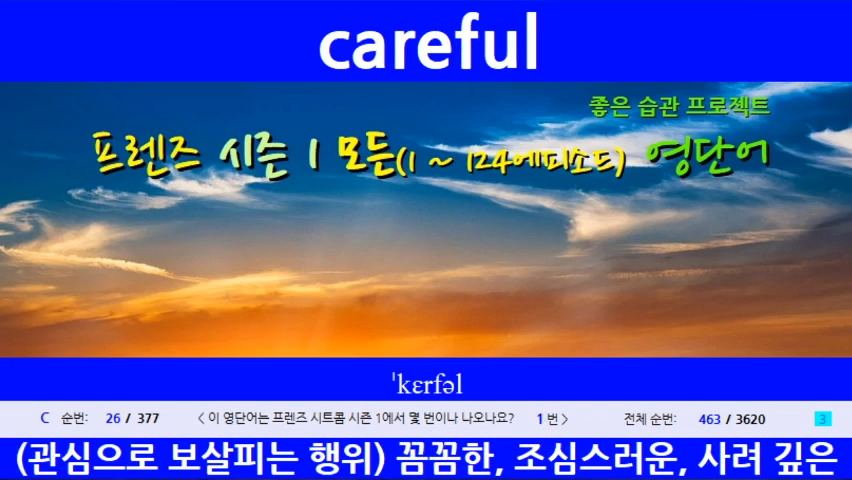 careful
좋은 습관 프로젝트
프렌즈 시즌 1 모든(1 ~ 124에피소드) 영단어
ˈkɛrfəl
C 순번: 26 / 377 < 이 영단어는 프렌즈 시트콤 시즌 1에서 몇 번이나 나오나요? 1 번 > 전체 순번: 463 / 3620 3
(관심으로 보살피는 행위) 꼼꼼한, 조심스러운, 사려 깊은